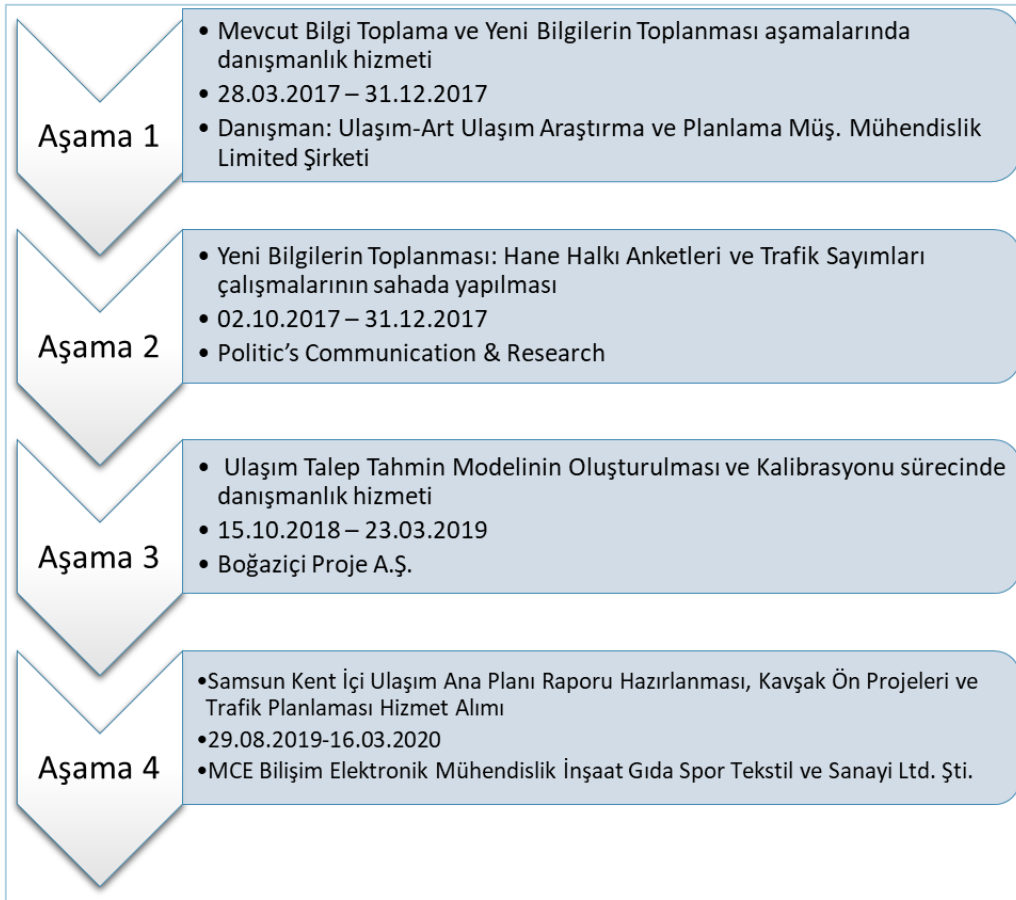 • Mevcut Bilgi Toplama ve Yeni Bilgilerin Toplanması aşamalarında
danışmanlık hizmeti
• 28.03.2017 – 31.12.2017
Aşama 1
• Danışman: Ulaşım-Art Ulaşım Araştırma ve Planlama Müş. Mühendislik
Limited Şirketi
• Yeni Bilgilerin Toplanması: Hane Halkı Anketleri ve Trafik Sayımları
çalışmalarının sahada yapılması
• 02.10.2017 – 31.12.2017
Aşama 2
• Politic’s Communication & Research
• Ulaşım Talep Tahmin Modelinin Oluşturulması ve Kalibrasyonu sürecinde
danışmanlık hizmeti
• 15.10.2018 – 23.03.2019
Aşama 3
• Boğaziçi Proje A.Ş.
•Samsun Kent İçi Ulaşım Ana Planı Raporu Hazırlanması, Kavşak Ön Projeleri ve
Trafik Planlaması Hizmet Alımı
•29.08.2019-16.03.2020
Aşama 4
•MCE Bilişim Elektronik Mühendislik İnşaat Gıda Spor Tekstil ve Sanayi Ltd. Şti.